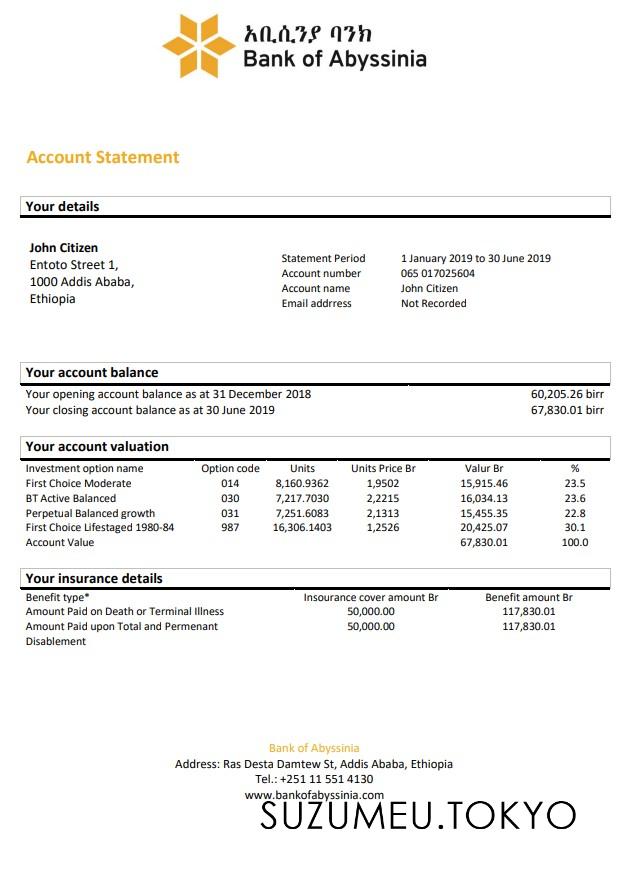 አቢሲንያ ባንክ
Bank of Abyssinia
Account Statement
Your details
John Citizen
Entoto Street 1,
1000 Addis Ababa,
Ethiopia
Statement Period 1 January 2019 to 30 June 2019
Account number 065 017025604
Account name John Citizen
Email addrress Not Recorded
Your account balance
Your opening account balance as at 31 December 2018 60,205.26 birr
Your closing account balance as at 30 June 2019 67,830.01 birr
Your account valuation
Investment option name Option code Units Units Price Br Valur Br %
First Choice Moderate 014 8,160.9362 1,9502 15,915.46 23.5
BT Active Balanced 030 7,217.7030 2,2215 16,034.13 23.6
Perpetual Balanced growth 031 7,251.6083 2,1313 15,455.35 22.8
First Choice Lifestaged 1980-84 987 16,306.1403 1,2526 20,425.07 30.1
Account Value 67,830.01 100.0
Your insurance details
Benefit type* Insourance cover amount Br Benefit amount Br
Amount Paid on Death or Terminal Illness 50,000.00 117,830.01
Amount Paid upon Total and Permenant 50,000.00 117,830.01
Disablement
Bank of Abyssinia
Address: Ras Desta Damtew St, Addis Ababa, Ethiopia
Tel.: +251 11 551 4130
www.bankofabyssinia.com
SUZUMEU.TOKYO